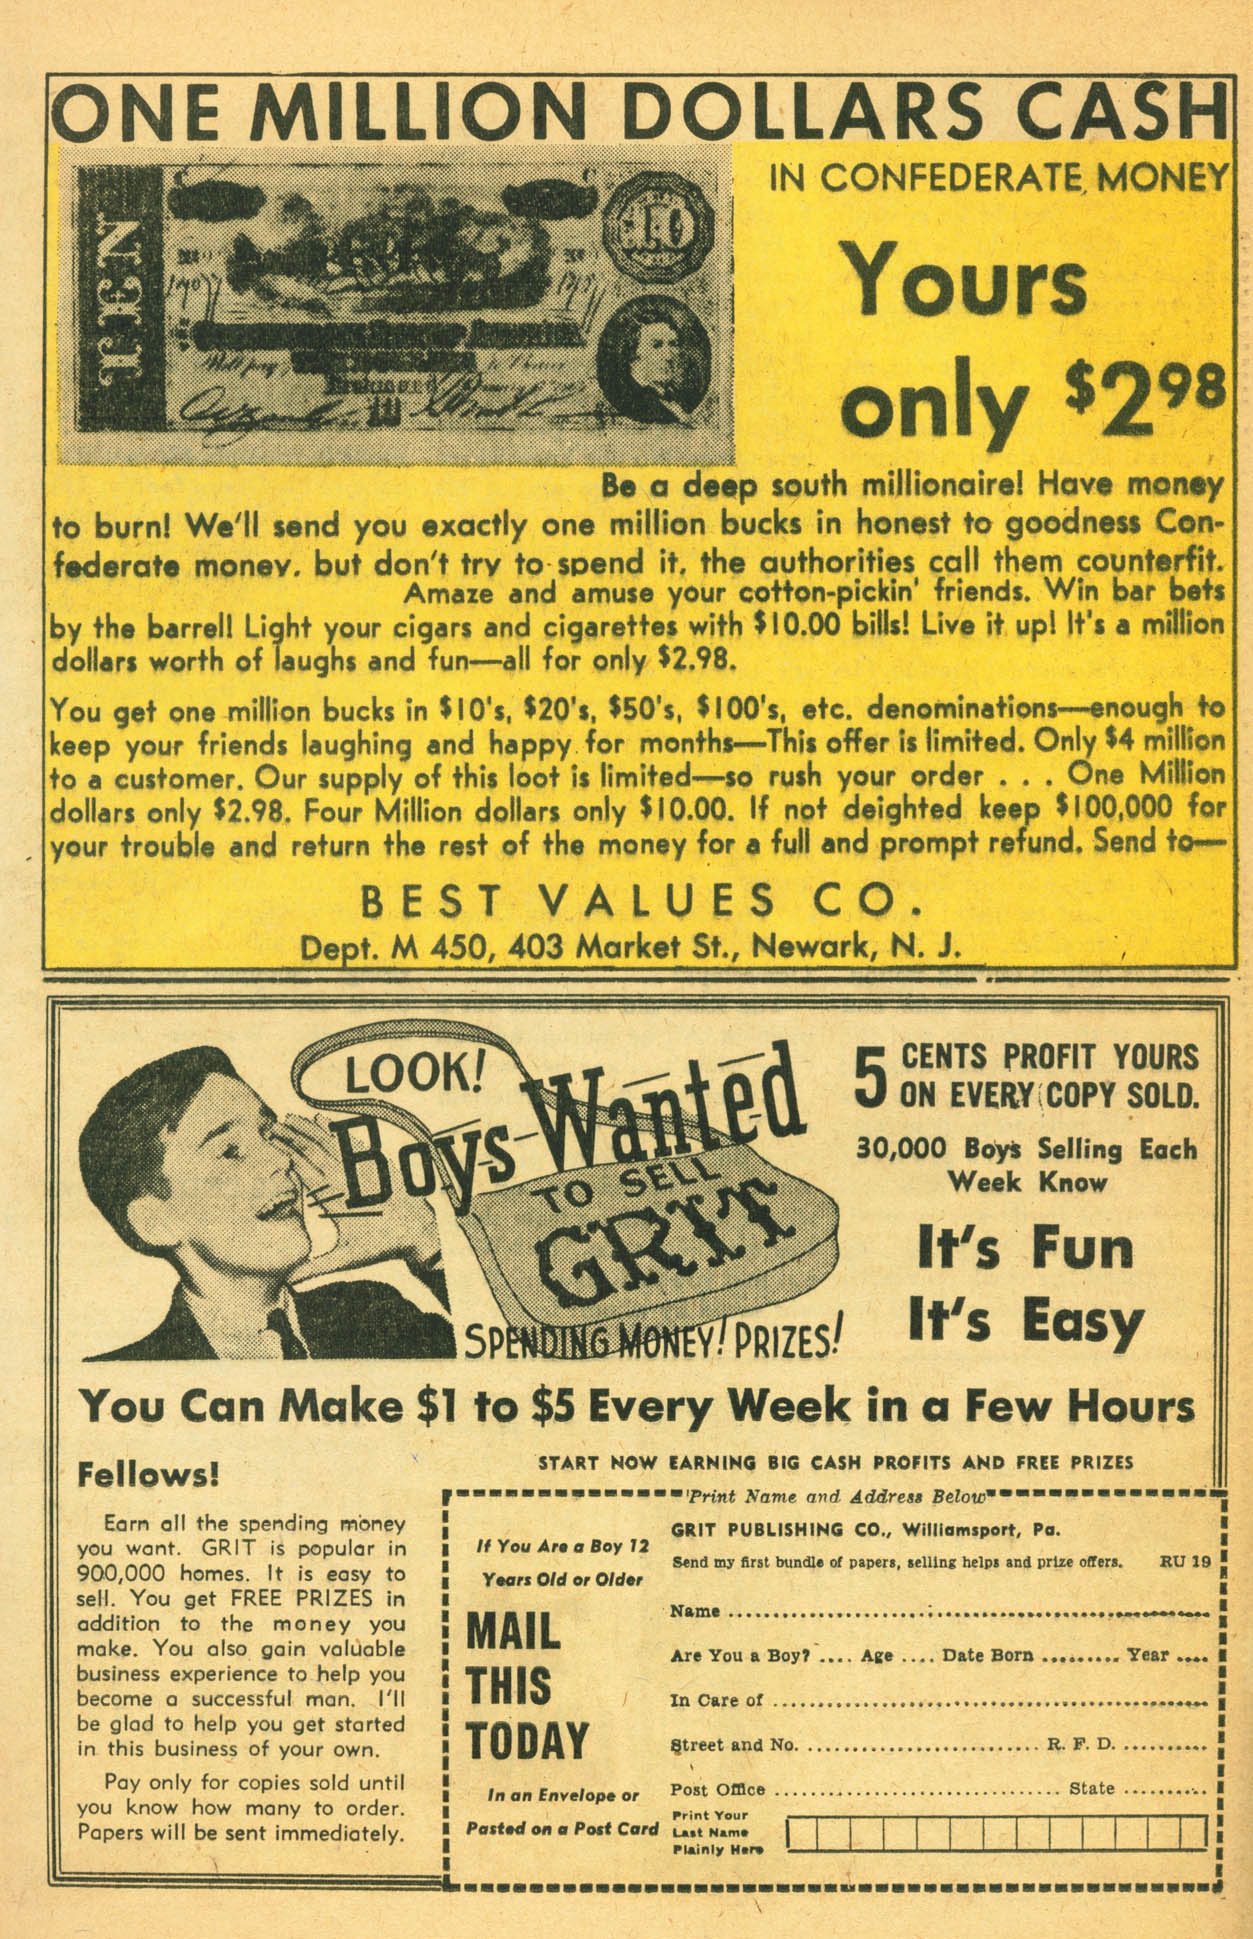 ONE MILLION DOLLARS CASH
IN CONFEDERATE MONEY
TEN
10
Yours
only $2.98
Be a deep south millionaire! Have money
to burn! We'll send you exactly one million bucks in honest to goodness Con-
federate money, but don't try to spend it, the authorities call them counterfit.
Amaze and amuse your cotton-pickin' friends. Win bar bets
by the barrel! Light your cigars and cigarettes with $10.00 bills! Live it up! It's a million
dollars worth of laughs and fun—all for only $2.98.
You get one million bucks in $10's, $20's, $50's, $100's, etc. denominations—enough to
keep your friends laughing and happy for months—This offer is limited. Only $4 million
to a customer. Our supply of this loot is limited—so rush your order . . . One Million
dollars only $2.98. Four Million dollars only $10.00. If not deighted keep $100,000 for
your trouble and return the rest of the money for a full and prompt refund. Send to—
BEST VALUES CO.
Dept. M 450, 403 Market St., Newark, N. J.
LOOK!
Boys Wanted
TO SELL
GRIT
SPENDING MONEY! PRIZES!
5 CENTS PROFIT YOURS
ON EVERY COPY SOLD.
30,000 Boys Selling Each
Week Know
It's Fun
It's Easy
You Can Make $1 to $5 Every Week in a Few Hours
Fellows!
Earn all the spending money
you want. GRIT is popular in
900,000 homes. It is easy to
sell. You get FREE PRIZES in
addition to the money you
make. You also gain valuable
business experience to help you
become a successful man. I'll
be glad to help you get started
in this business of your own.
Pay only for copies sold until
you know how many to order.
Papers will be sent immediately.
START NOW EARNING BIG CASH PROFITS AND FREE PRIZES
Print Name and Address Below
If You Are a Boy 12
Years Old or Older
MAIL
THIS
TODAY
In an Envelope or
Pasted on a Post Card
GRIT PUBLISHING CO., Williamsport, Pa.
Send my first bundle of papers, selling helps and prize offers. RU 19
Name
Are You a Boy? .... Age .... Date Born ......... Year ....
In Care of
Street and No. .......................... R. F. D. ..........
Post Office ................................ State ..........
Print Your
Last Name
Plainly Here